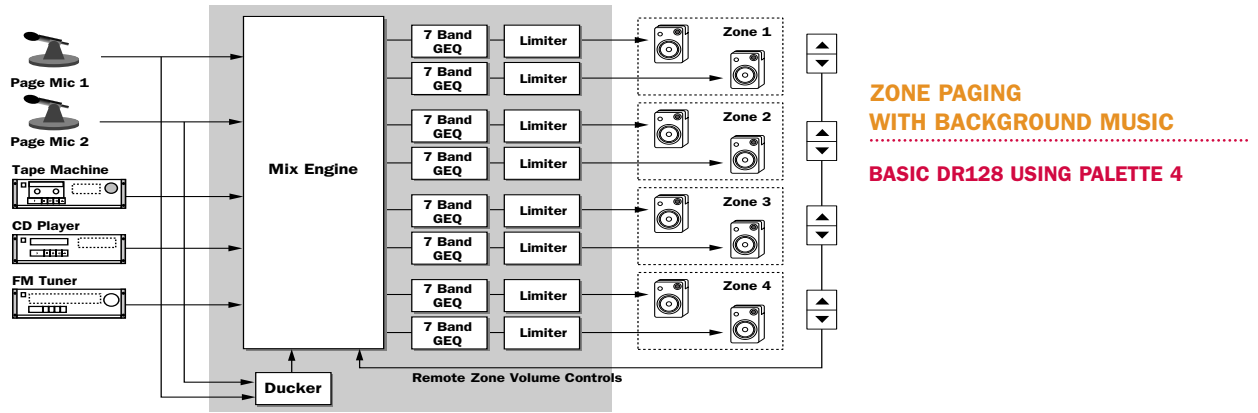 Page Mic 1
Page Mic 2
Tape Machine
CD Player
FM Tuner
Mix Engine
Ducker
7 Band
GEQ
Limiter
7 Band
GEQ
Limiter
7 Band
GEQ
Limiter
7 Band
GEQ
Limiter
7 Band
GEQ
Limiter
7 Band
GEQ
Limiter
7 Band
GEQ
Limiter
7 Band
GEQ
Limiter
Zone 1
Zone 2
Zone 3
Zone 4
Remote Zone Volume Controls
ZONE PAGING
WITH BACKGROUND MUSIC
BASIC DR128 USING PALETTE 4